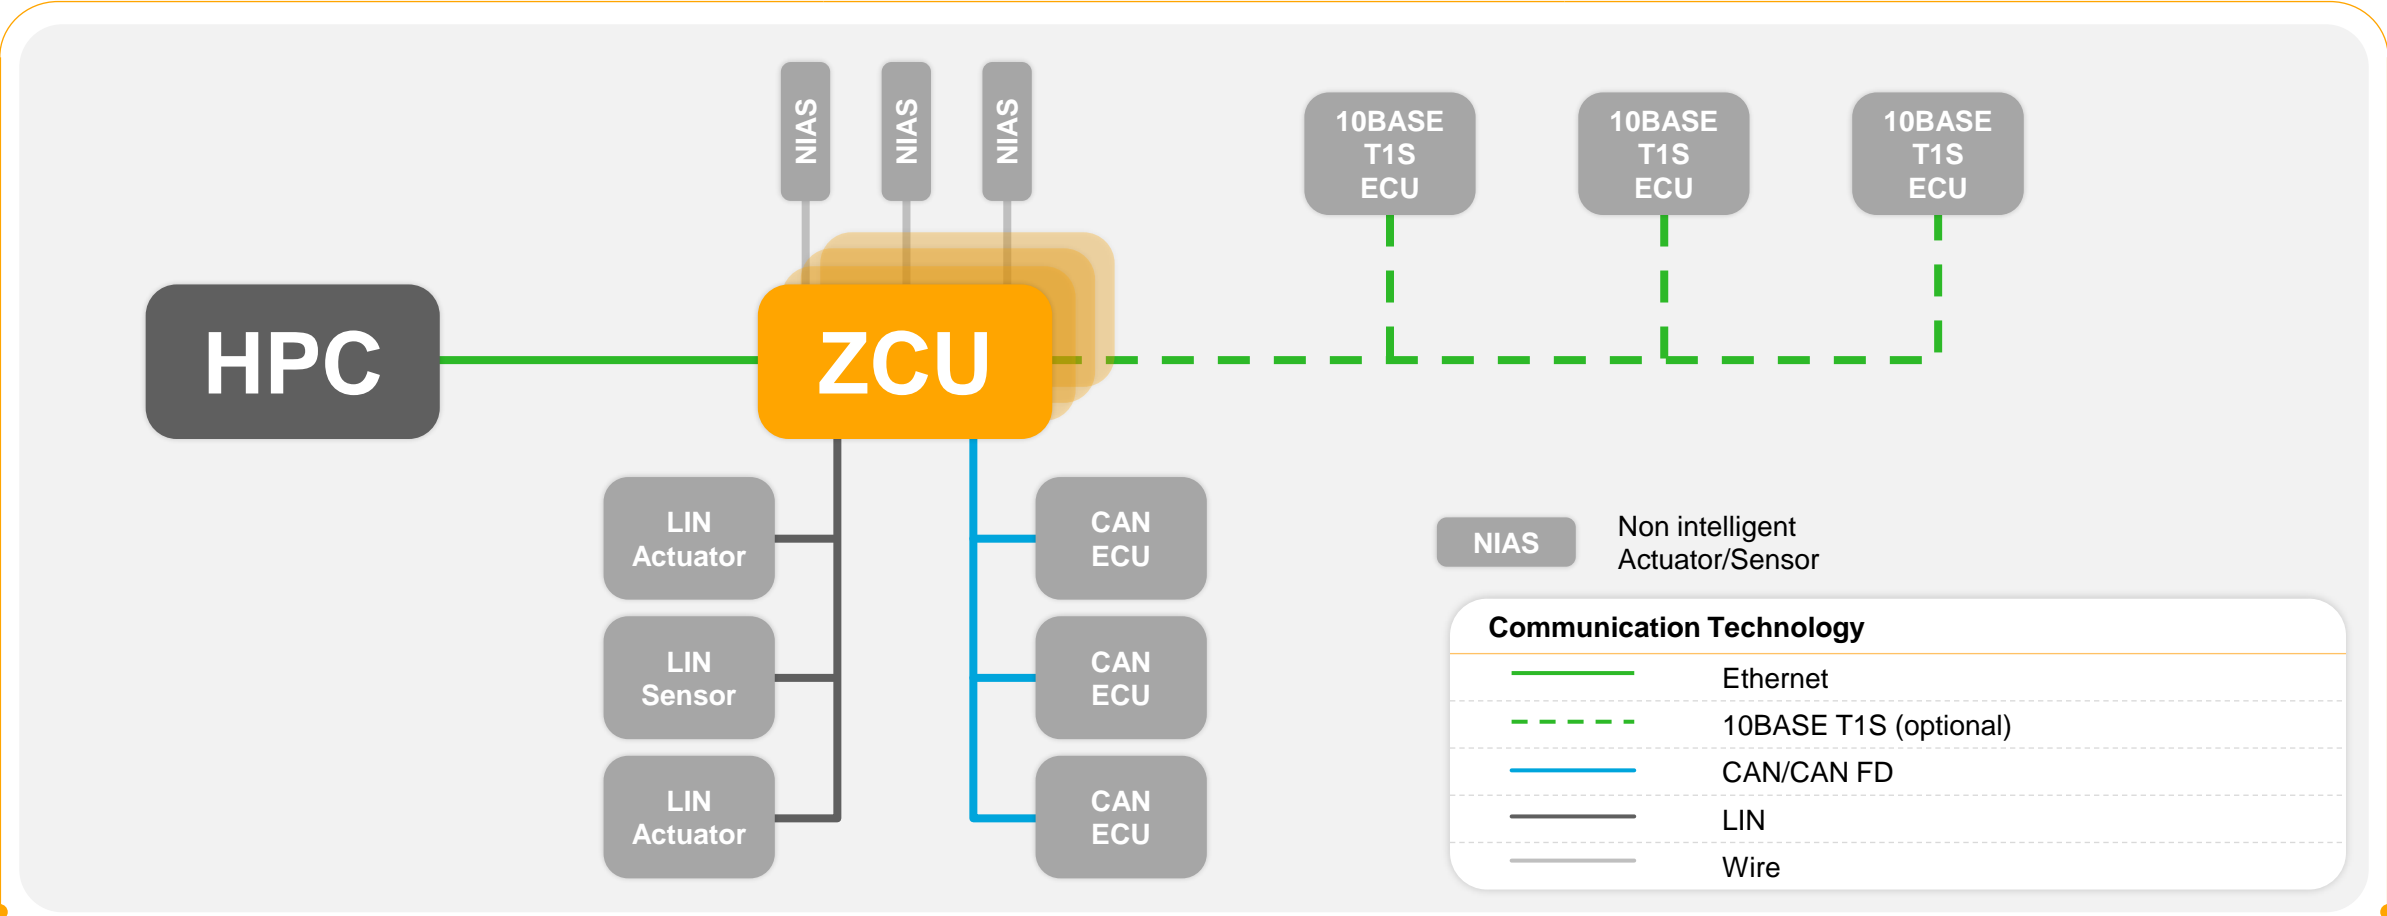 NIAS
NIAS
NIAS
10BASE
T1S
ECU
10BASE
T1S
ECU
10BASE
T1S
ECU
HPC
ZCU
LIN
Actuator
LIN
Sensor
LIN
Actuator
CAN
ECU
CAN
ECU
CAN
ECU
NIAS
Non intelligent
Actuator/Sensor
Communication Technology
Ethernet
10BASE T1S (optional)
CAN/CAN FD
LIN
Wire